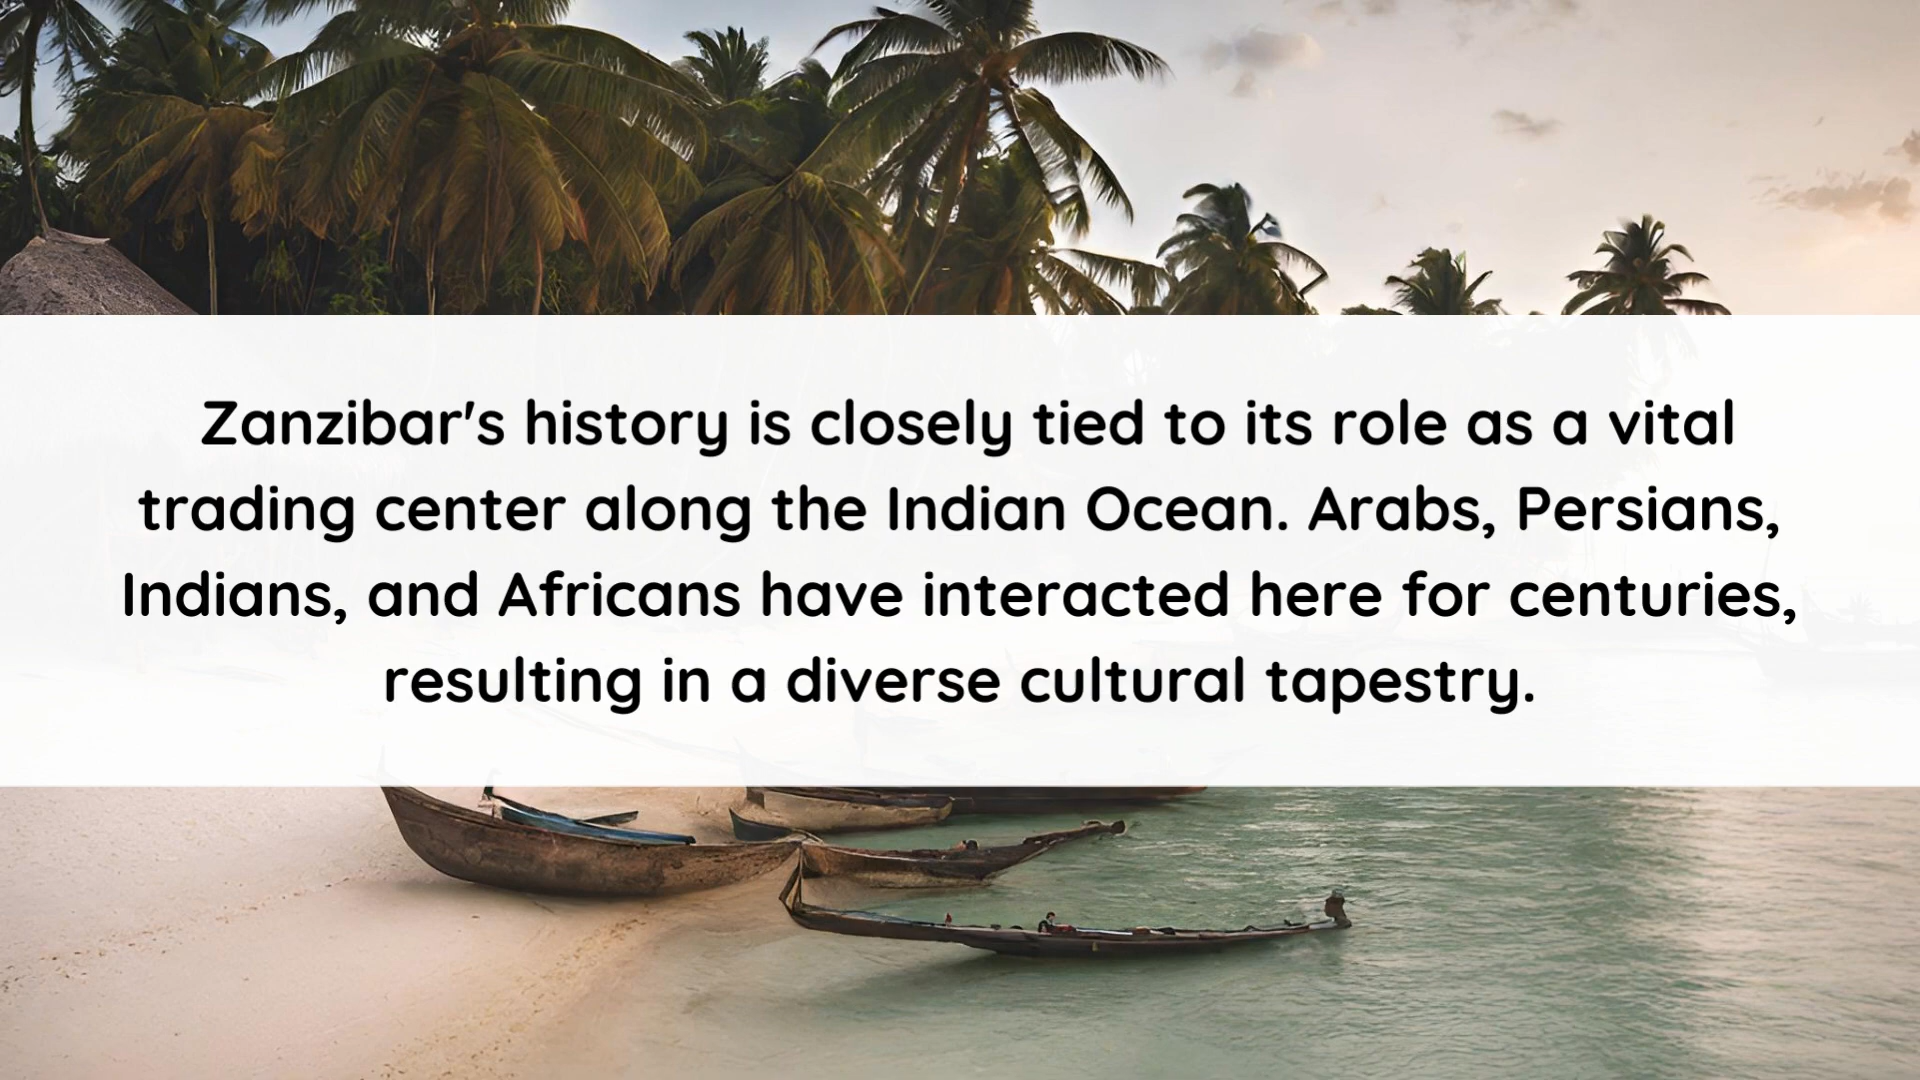 Zanzibar's history is closely tied to its role as a vital
trading center along the Indian Ocean. Arabs, Persians,
Indians, and Africans have interacted here for centuries,
resulting in a diverse cultural tapestry.